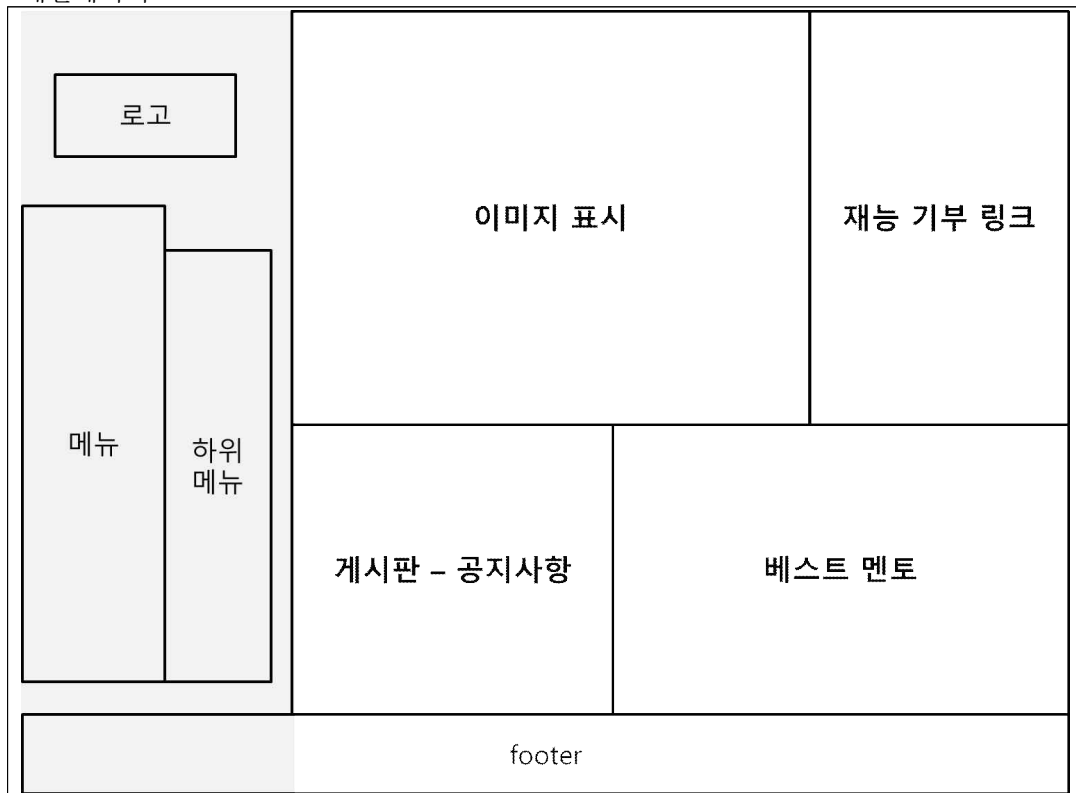 로고
이미지 표시
재능 기부 링크
메뉴
하위
메뉴
게시판 – 공지사항
베스트 멘토
footer